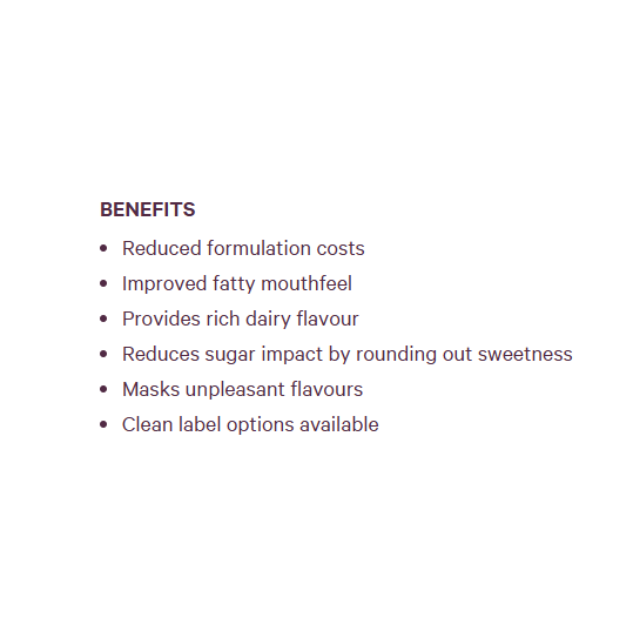 BENEFITS
• Reduced formulation costs
• Improved fatty mouthfeel
• Provides rich dairy flavour
• Reduces sugar impact by rounding out sweetness
• Masks unpleasant flavours
• Clean label options available